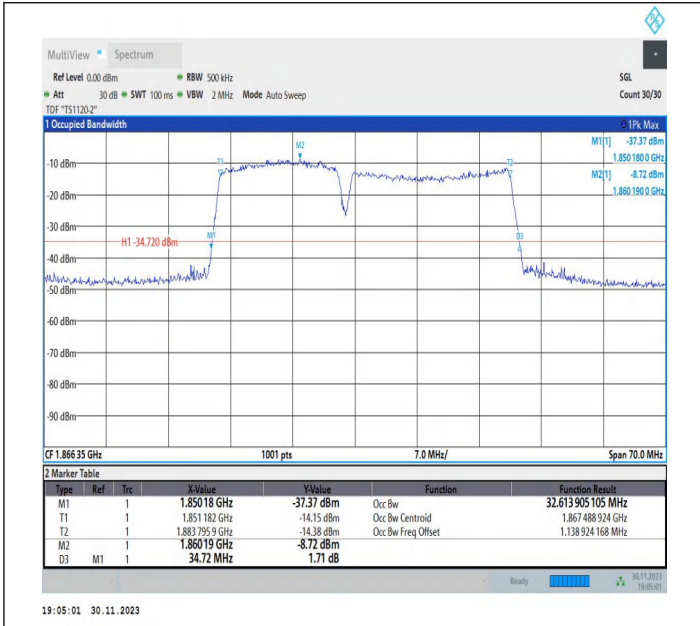 R S
MultiView Spectrum
Ref Level 0.00 dBm RBW 500 kHz SGL
Att 30 dB SWT 100 ms VBW 2 MHz Mode Auto Sweep Count 30/30
TDF "TS1120-2"
1 Occupied Bandwidth 1Pk Max
M1[1] -37.37 dBm
1.850 180 0 GHz
M2[1] -8.72 dBm
1.860 190 0 GHz
M2
T1
T2
-10 dBm
-20 dBm
-30 dBm
M1
D3
H1 -34.720 dBm
-40 dBm
-50 dBm
-60 dBm
-70 dBm
-80 dBm
-90 dBm
CF 1.866 35 GHz 1001 pts 7.0 MHz/ Span 70.0 MHz
2 Marker Table
Type Ref Trc X-Value Y-Value Function Function Result
M1 1 1.85018 GHz -37.37 dBm Occ Bw 32.613 905 105 MHz
T1 1 1.851 182 GHz -14.15 dBm Occ Bw Centroid 1.867 488 924 GHz
T2 1 1.883 795 9 GHz -14.38 dBm Occ Bw Freq Offset 1.138 924 168 MHz
M2 1 1.86019 GHz -8.72 dBm
D3 M1 1 34.72 MHz 1.71 dB
Ready 30.11.2023
19:05:01
19:05:01 30.11.2023